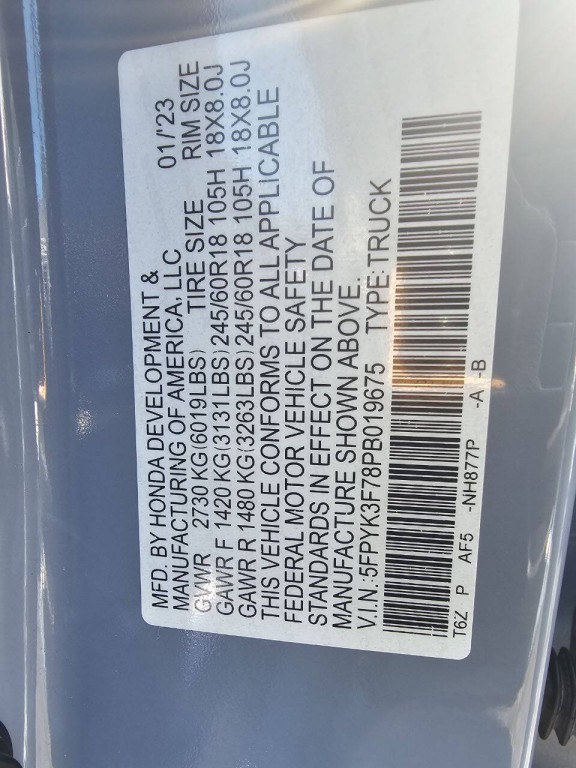 MFD. BY HONDA DEVELOPMENT &
MANUFACTURING OF AMERICA, LLC 01/'23
GVWR 2730 KG(6019LBS) TIRE SIZE RIM SIZE
GAWR F 1420 KG(3131LBS)245/60R18 105H 18X8.0J
GAWR R 1480 KG(3263LBS)245/60R18 105H 18X8.0J
THIS VEHICLE CONFORMS TO ALL APPLICABLE
FEDERAL MOTOR VEHICLE SAFETY
STANDARDS IN EFFECT ON THE DATE OF
MANUFACTURE SHOWN ABOVE.
V.I.N.:5FPYK3F78PB019675 TYPE:TRUCK
T6Z P AF5 -NH877P -A -B